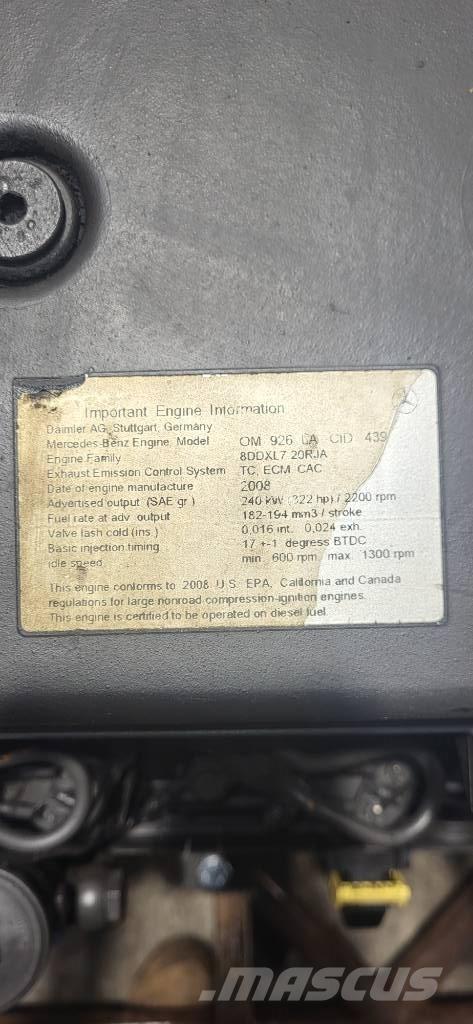 Important Engine Information
Daimler AG, Stuttgart, Germany
Mercedes-Benz Engine, Model OM 926 LA CID 439
Engine Family 8DDXL7.20RJA
Exhaust Emission Control System TC, ECM, CAC
Date of engine manufacture 2008
Advertised output (SAE gr.) 240 kW (322 hp) / 2200 rpm
Fuel rate at adv. output 182-194 mm3 / stroke
Valve lash cold (ins.) 0,016 int. 0,024 exh.
Basic injection timing 17 +-1 degress BTDC
Idle speed min. 600 rpm max. 1300 rpm
This engine conforms to 2008 U.S. EPA, California and Canada
regulations for large nonroad compression-ignition engines.
This engine is certified to be operated on diesel fuel.
MASCUS